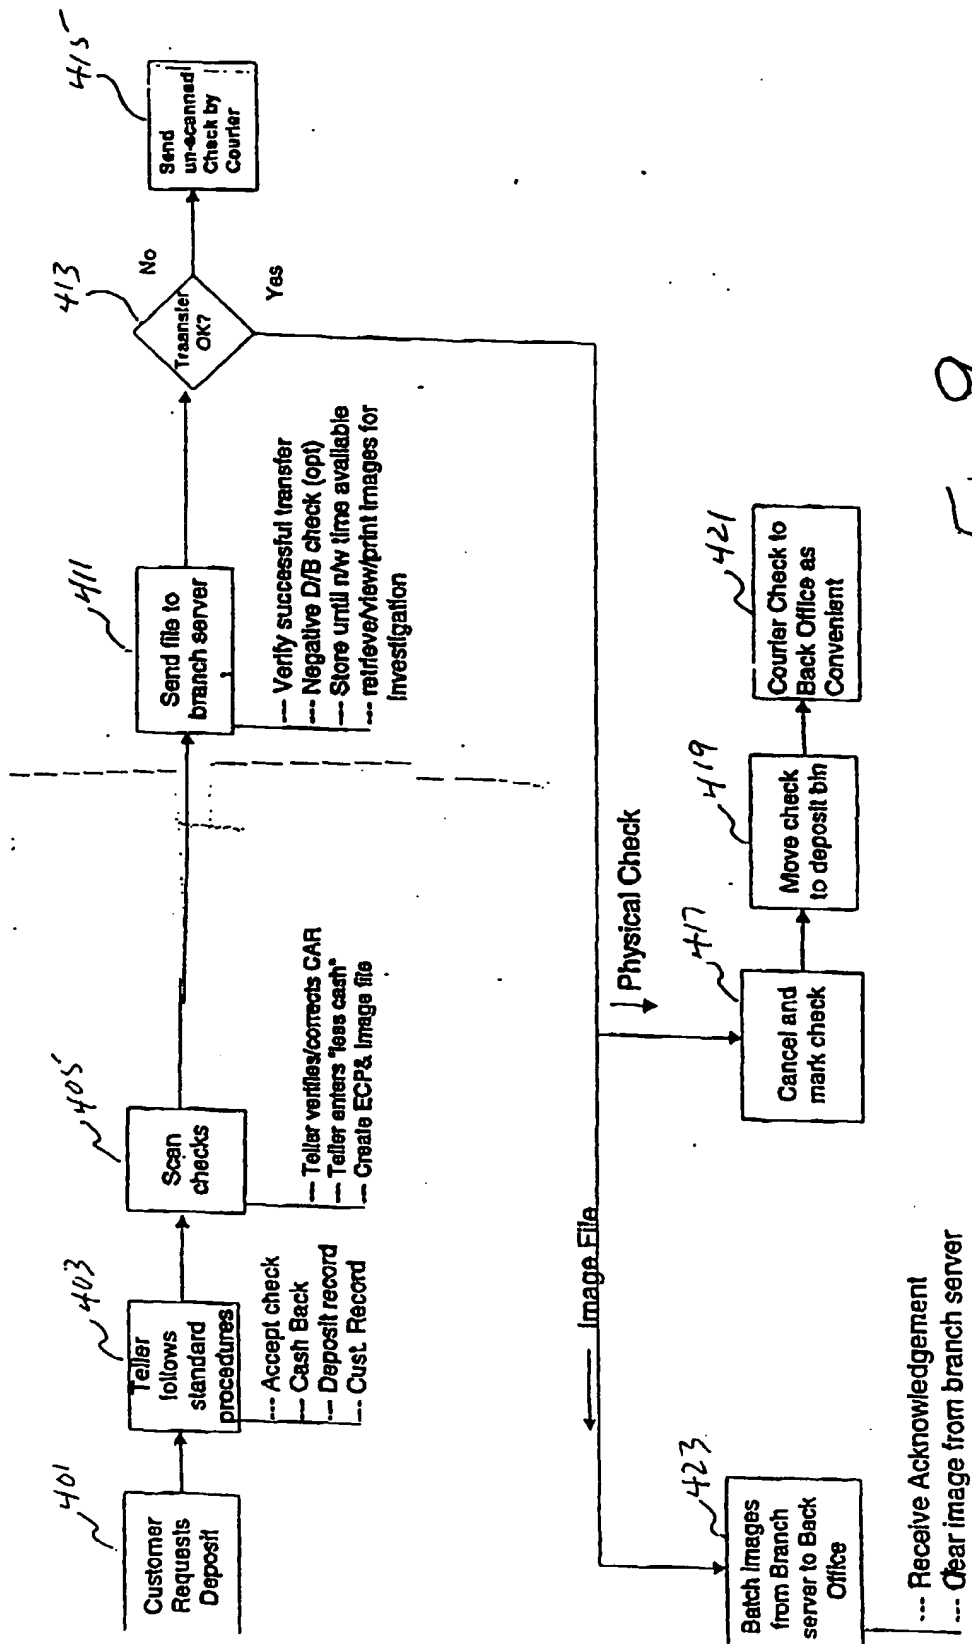 401
Customer
Requests
Deposit
403
Teller
follows
standard
procedures
--- Accept check
--- Cash Back
--- Deposit record
--- Cust. Record
405
Scan
checks
--- Teller verifies/corrects CAR
--- Teller enters "less cash"
--- Create ECP& Image file
411
Send file to
branch server
--- Verify successful transfer
--- Negative D/B check (opt)
--- Store until n/w time available
--- retrieve/view/print images for
Investigation
413
Traansfer
OK?
No
Yes
415
Send
un-scanned
Check by
Courier
Image File
Physical Check
417
Cancel and
mark check
419
Move check
to deposit bin
421
Courier Check to
Back Office as
Convenient
423
Batch Images
from Branch
server to Back
Office
--- Receive Acknowledgement
--- Clear image from branch server